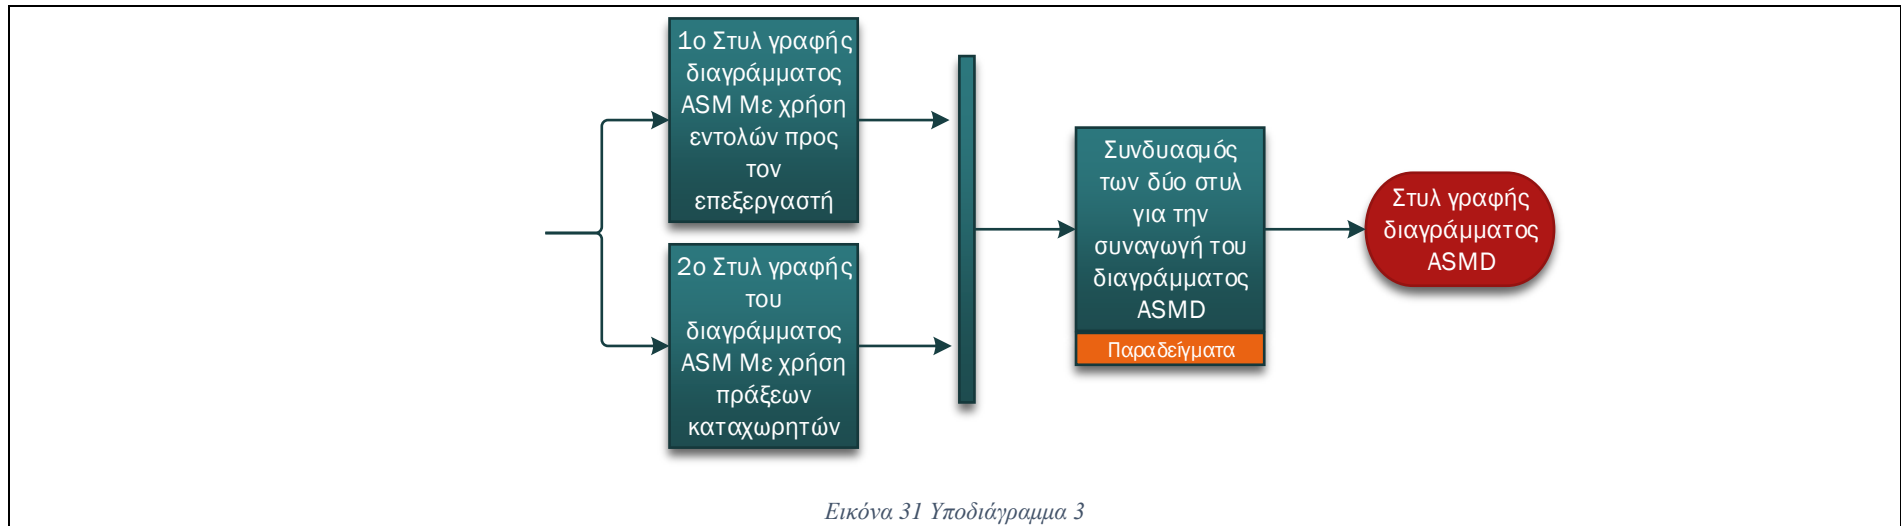 1ο Στυλ γραφής
διαγράμματος
ASM Με χρήση
εντολών προς
τον
επεξεργαστή
2ο Στυλ γραφής
του
διαγράμματος
ASM Με χρήση
πράξεων
καταχωρητών
Συνδυασμός
των δύο στυλ
για την
συναγωγή του
διαγράμματος
ASMD
Παραδείγματα
Στυλ γραφής
διαγράμματος
ASMD
Εικόνα 31 Υποδιάγραμμα 3